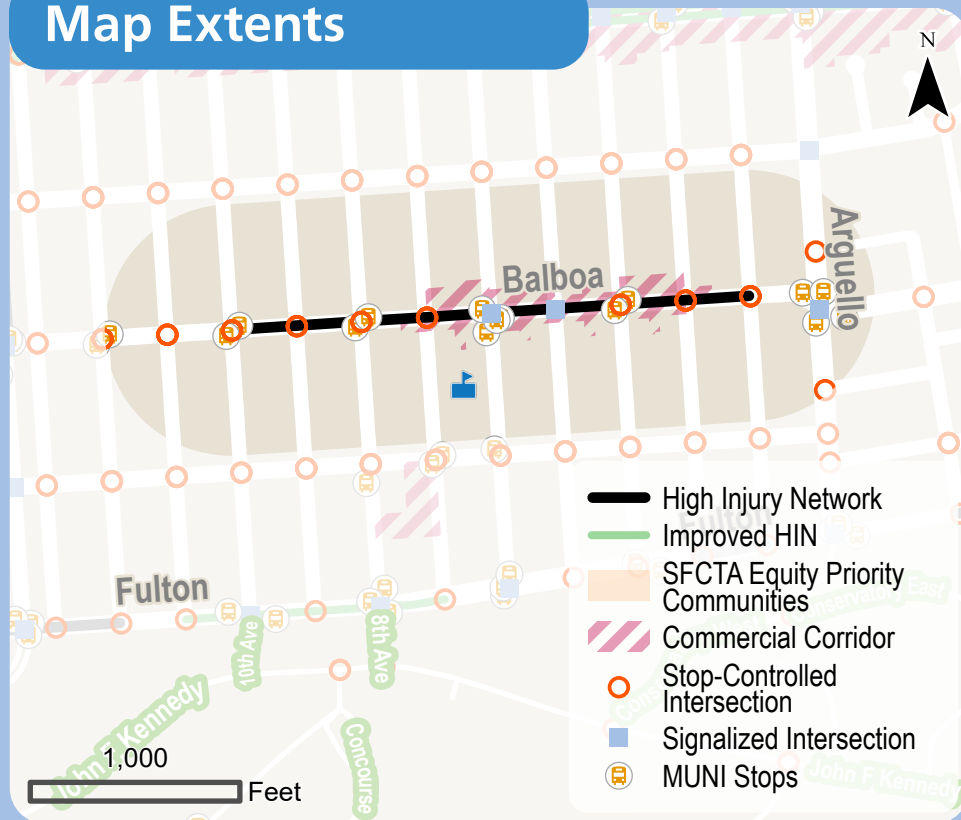 Map Extents
N
Arguello
Balboa
High Injury Network
Fulton
Improved HIN
SFCTA Equity Priority
Communities
Fulton
Conservatory East
Commercial Corridor
10th Ave
8th Ave
Stop-Controlled
Intersection
John F Kennedy
Signalized Intersection
Concourse
1,000
MUNI Stops
John F Kennedy
Feet